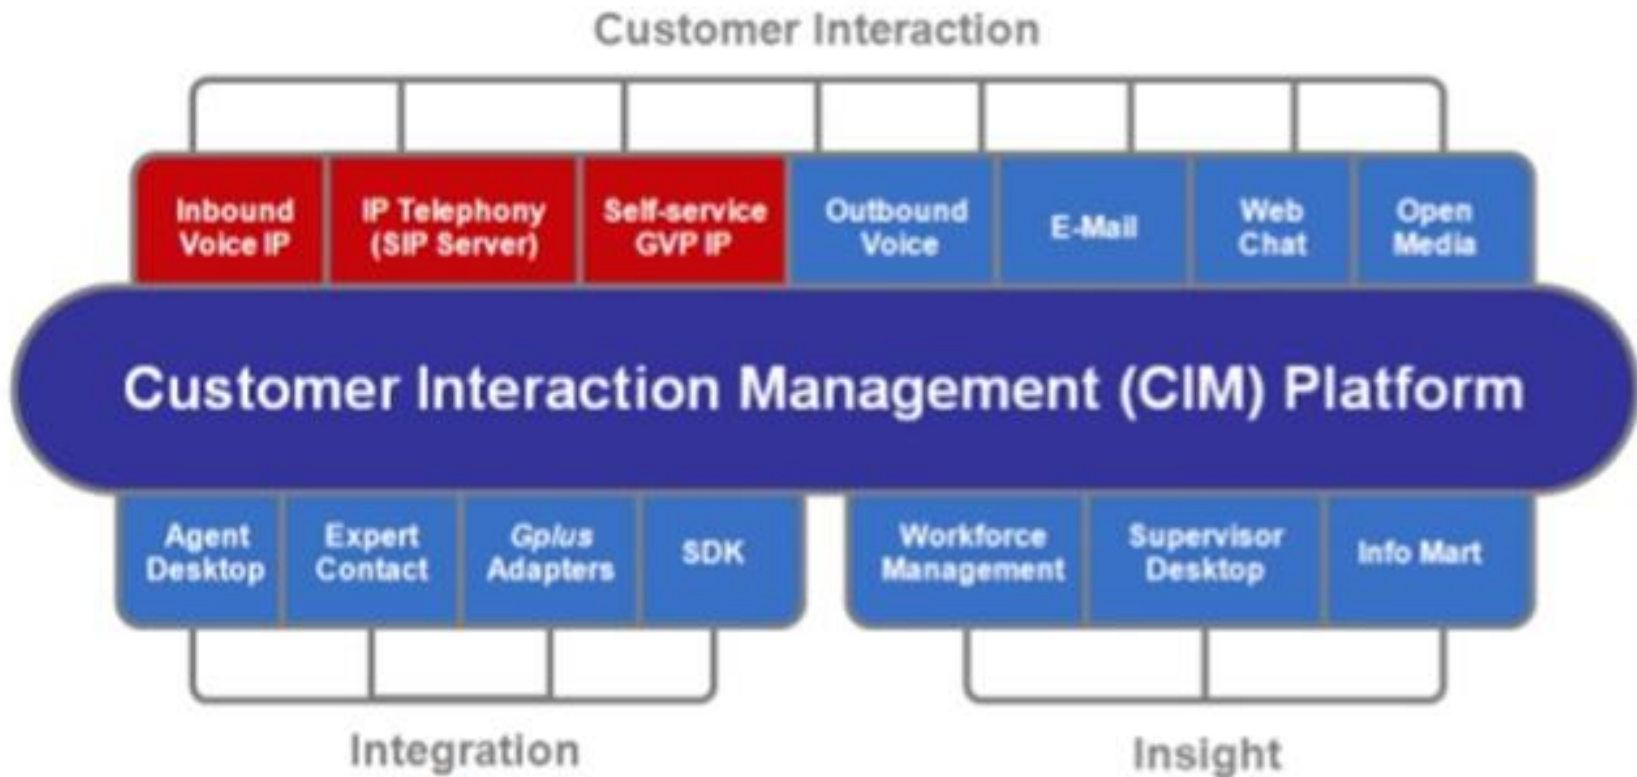 Customer Interaction
Inbound
Voice IP
IP Telephony
(SIP Server)
Self-service
GVP IP
Outbound
Voice
E-Mail
Web
Chat
Open
Media
Customer Interaction Management (CIM) Platform
Agent
Desktop
Expert
Contact
Gplus
Adapters
SDK
Workforce
Management
Supervisor
Desktop
Info Mart
Integration
Insight